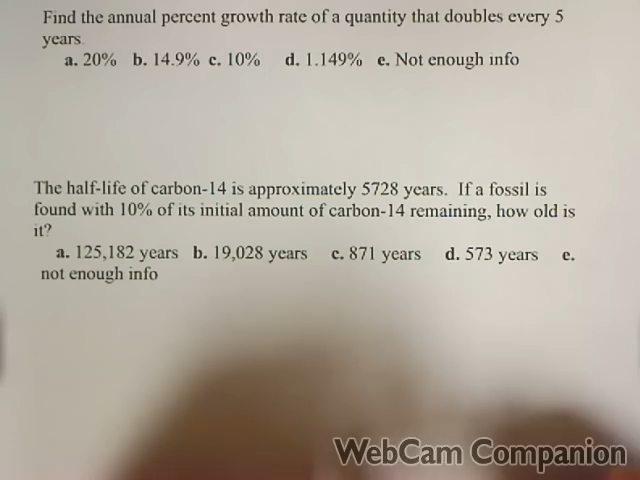 Find the annual percent growth rate of a quantity that doubles every 5
years.
a. 20% b. 14.9% c. 10% d. 1.149% e. Not enough info
The half-life of carbon-14 is approximately 5728 years. If a fossil is
found with 10% of its initial amount of carbon-14 remaining, how old is
it?
a. 125,182 years b. 19,028 years c. 871 years d. 573 years e.
not enough info
WebCam Companion